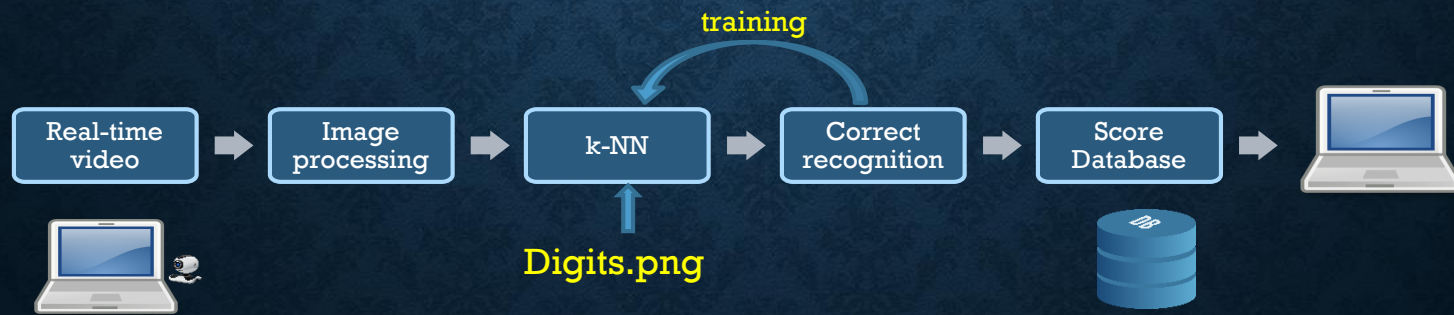 training
Real-time
video
Image
processing
k-NN
Correct
recognition
Score
Database
Digits.png
DB